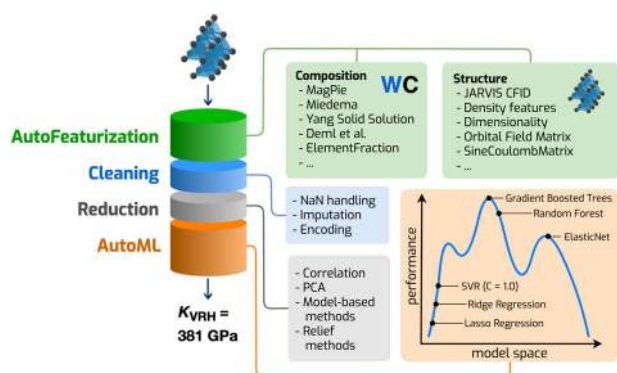 AutoFeaturization
Cleaning
Reduction
AutoML
K_VRH =
381 GPa
Composition
WC
- MagPie
- Miedema
- Yang Solid Solution
- Deml et al.
- ElementFraction
- ...
Structure
- JARVIS CFID
- Density features
- Dimensionality
- Orbital Field Matrix
- SineCoulombMatrix
- ...
- NaN handling
- Imputation
- Encoding
- Correlation
- PCA
- Model-based
methods
- Relief
methods
performance
Gradient Boosted Trees
Random Forest
ElasticNet
SVR (C = 1.0)
Ridge Regression
Lasso Regression
model space